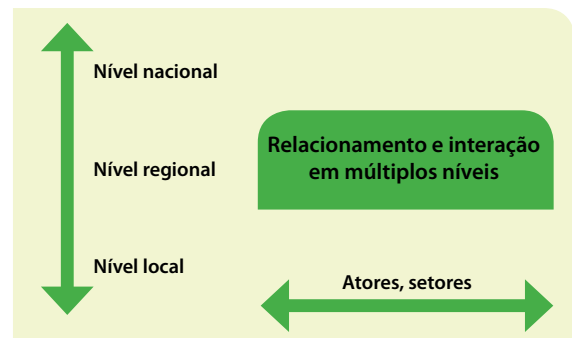 Nível nacional
Relacionamento e interação
em múltiplos níveis
Nível regional
Nível local
Atores, setores